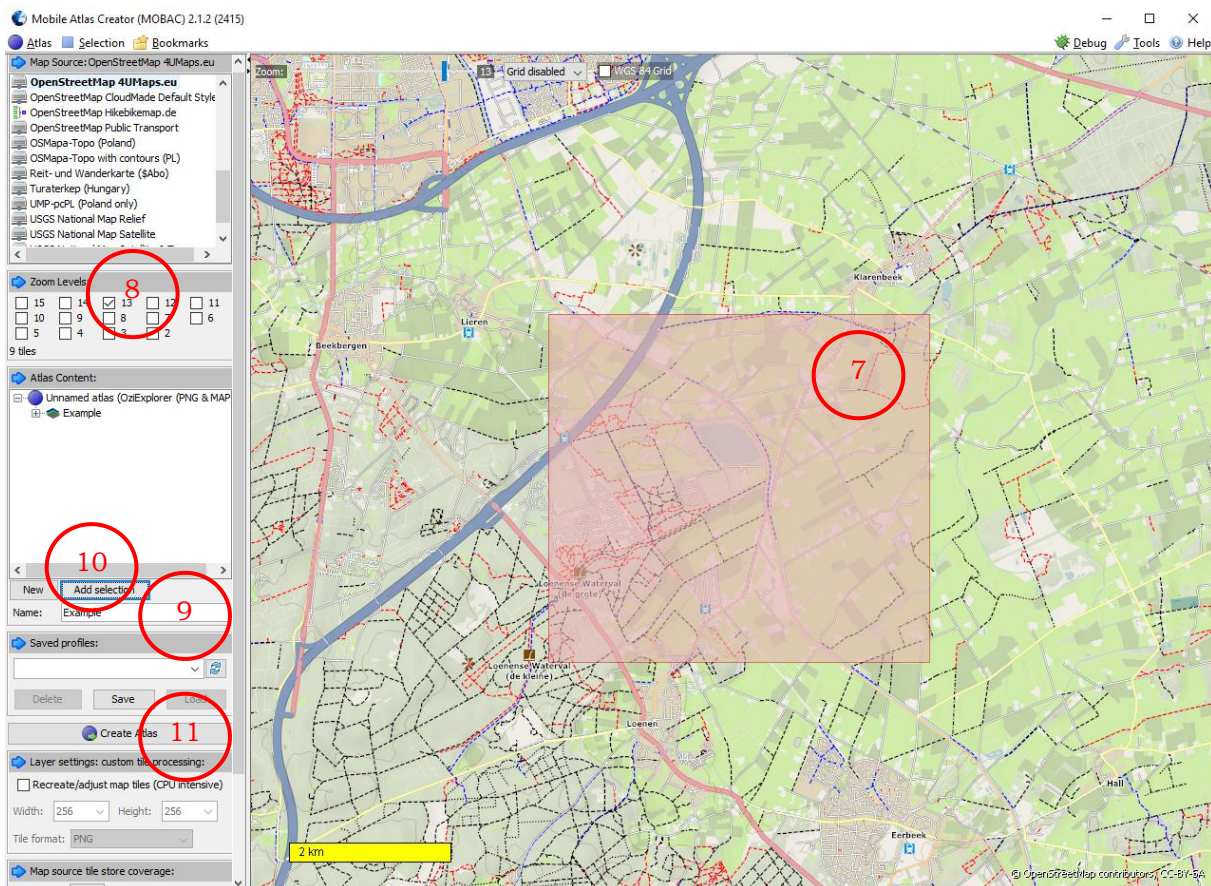 Mobile Atlas Creator (MOBAC) 2.1.2 (2415)
Atlas Selection Bookmarks
Debug Tools Help
Map Source: OpenStreetMap 4UMaps.eu
OpenStreetMap 4UMaps.eu
OpenStreetMap CloudMade Default Style
OpenStreetMap Hikebikemap.de
OpenStreetMap Public Transport
OSMapa-Topo (Poland)
OSMapa-Topo with contours (PL)
Reit- und Wanderkarte ($Abo)
Turaterkep (Hungary)
UMP-pcPL (Poland only)
USGS National Map Relief
USGS National Map Satellite
Zoom Levels
8
15 14 13 12 11
10 9 8 7 6
5 4 3 2
9 tiles
Atlas Content:
Unnamed atlas (OziExplorer (PNG & MAP
Example
10
New Add selection
9
Name: Example
Saved profiles:
Delete Save Load
Create Atlas
11
Layer settings: custom tile processing:
Recreate/adjust map tiles (CPU intensive)
Width: 256 Height: 256
Tile format: PNG
Map source tile store coverage:
Zoom: 13 Grid disabled WGS 84 Grid
Klarenbeek
Lieren
Beekbergen
7
Loenense Waterval
(de grote)
Loenense Waterval
(de kleine)
Loenen
Hall
Eerbeek
2 km
© OpenStreetMap contributors, CC-BY-SA